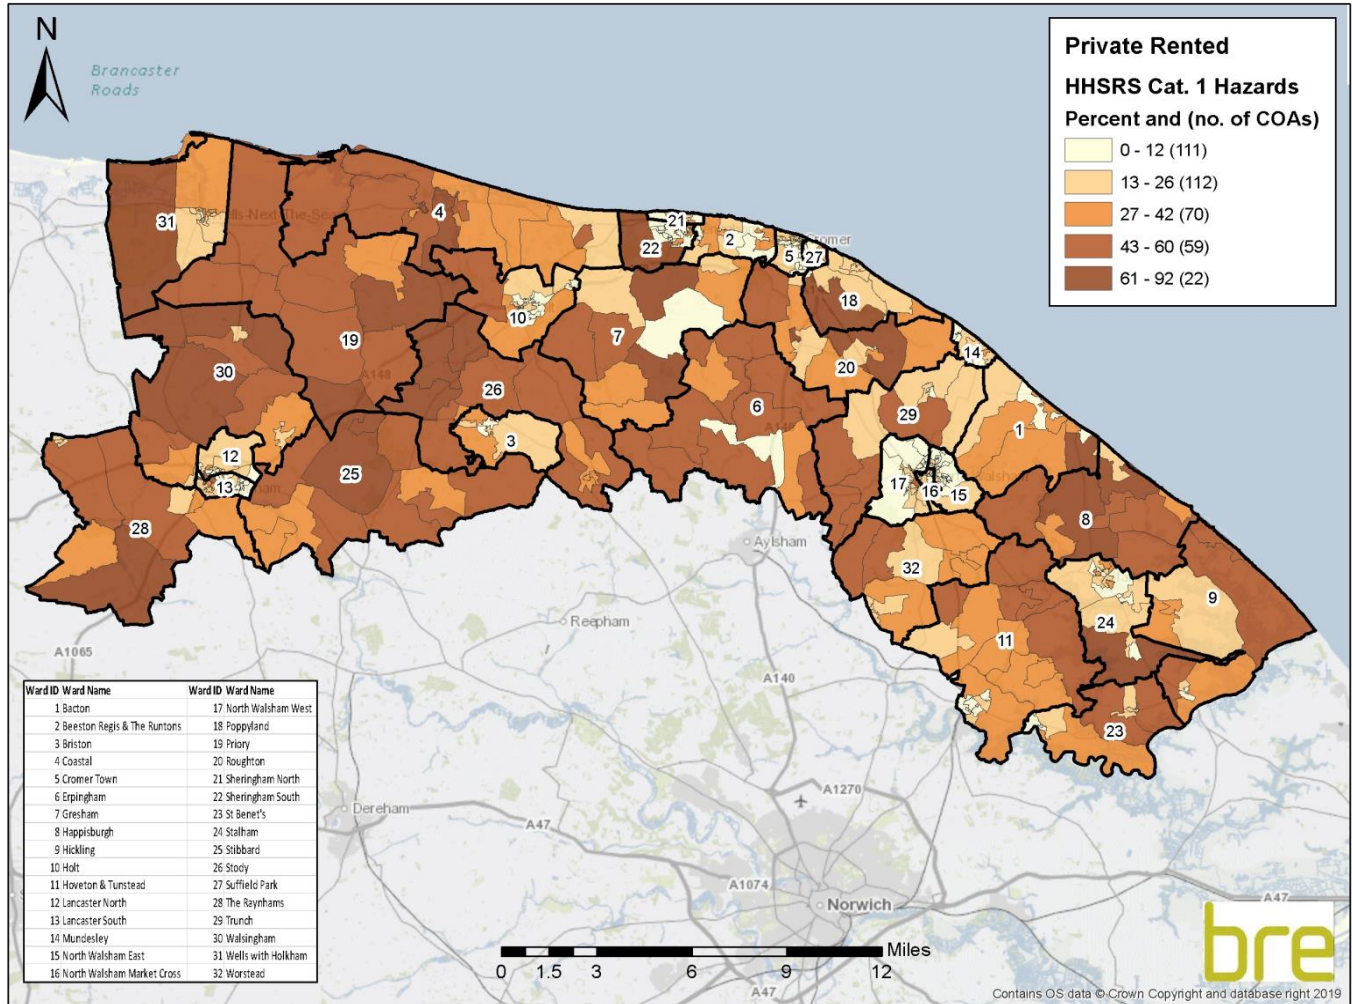 N
Brancaster
Roads
Private Rented
HHSRS Cat. 1 Hazards
Percent and (no. of COAs)
0 - 12 (111)
13 - 26 (112)
27 - 42 (70)
43 - 60 (59)
61 - 92 (22)
31
4
21
22
2
5
27
Cromer
18
10
7
19
A148
30
20
14
26
6
29
1
3
12
13
25
17
16
15
Walsham
28
8
Aylsham
32
9
24
Reepham
11
A1065
A140
23
Ward ID Ward Name Ward ID Ward Name
1 Bacton 17 North Walsham West
2 Beeston Regis & The Runtons 18 Poppyland
3 Briston 19 Priory
4 Coastal 20 Roughton
5 Cromer Town 21 Sheringham North
6 Erpingham 22 Sheringham South
7 Gresham 23 St Benet's
8 Happisburgh 24 Stalham
9 Hickling 25 Stibbard
10 Holt 26 Stody
11 Hoveton & Tunstead 27 Suffield Park
12 Lancaster North 28 The Raynhams
13 Lancaster South 29 Trunch
14 Mundesley 30 Walsingham
15 North Walsham East 31 Wells with Holkham
16 North Walsham Market Cross 32 Worstead
Dereham
A47
A1270
A1074
Norwich
A47
A47
Miles
0 1.5 3 6 9 12
bre
Contains OS data © Crown Copyright and database right 2019